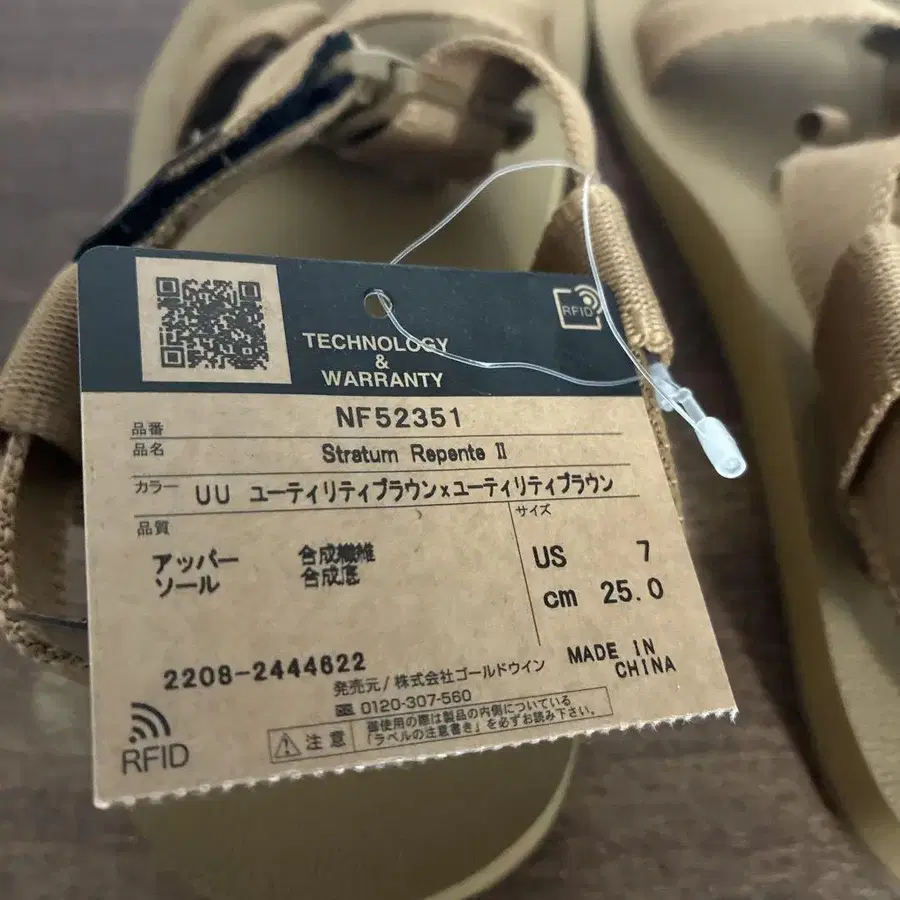 RFID
TECHNOLOGY
&
WARRANTY
品番 NF52351
品名 Stratum Repente II
カラー UU ユーティリティブラウン×ユーティリティブラウン
品質
サイズ
アッパー 合成繊維
ソール 合成底
US 7
cm 25.0
2208-2444622
MADE IN
CHINA
発売元/株式会社ゴールドウイン
0120-307-560
RFID
注意
御使用の際は製品の内側についている
「ラベルの注意書き」を必ずお読み下さい。